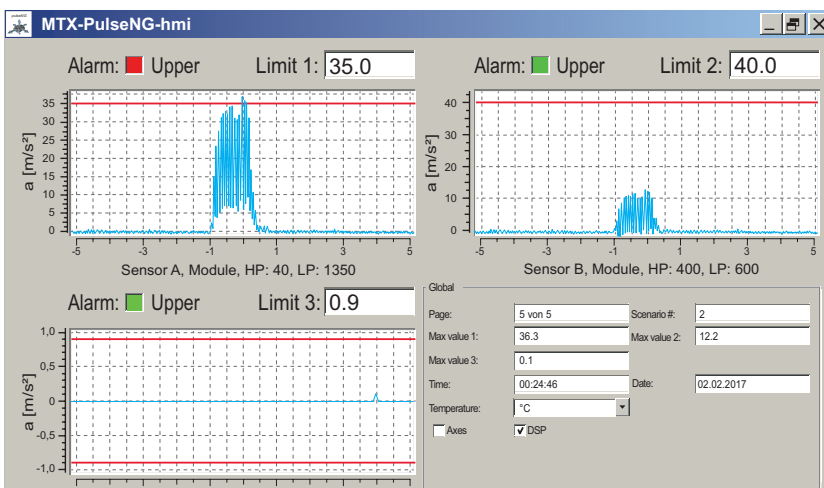 MTX-PulseNG-hmi
Alarm: Upper Limit 1: 35.0
35
30
25
20
15
10
5
0
a [m/s²]
-5 -3 -1 1 3 5
Sensor A, Module, HP: 40, LP: 1350
Alarm: Upper Limit 2: 40.0
40
30
20
10
0
a [m/s²]
-5 -3 -1 1 3 5
Sensor B, Module, HP: 400, LP: 600
Alarm: Upper Limit 3: 0.9
1,0
0,5
0
-0,5
-1,0
a [m/s²]
Global
Page: 5 von 5 Scenario #: 2
Max value 1: 36.3 Max value 2: 12.2
Max value 3: 0.1
Time: 00:24:46 Date: 02.02.2017
Temperature: °C
Axes DSP